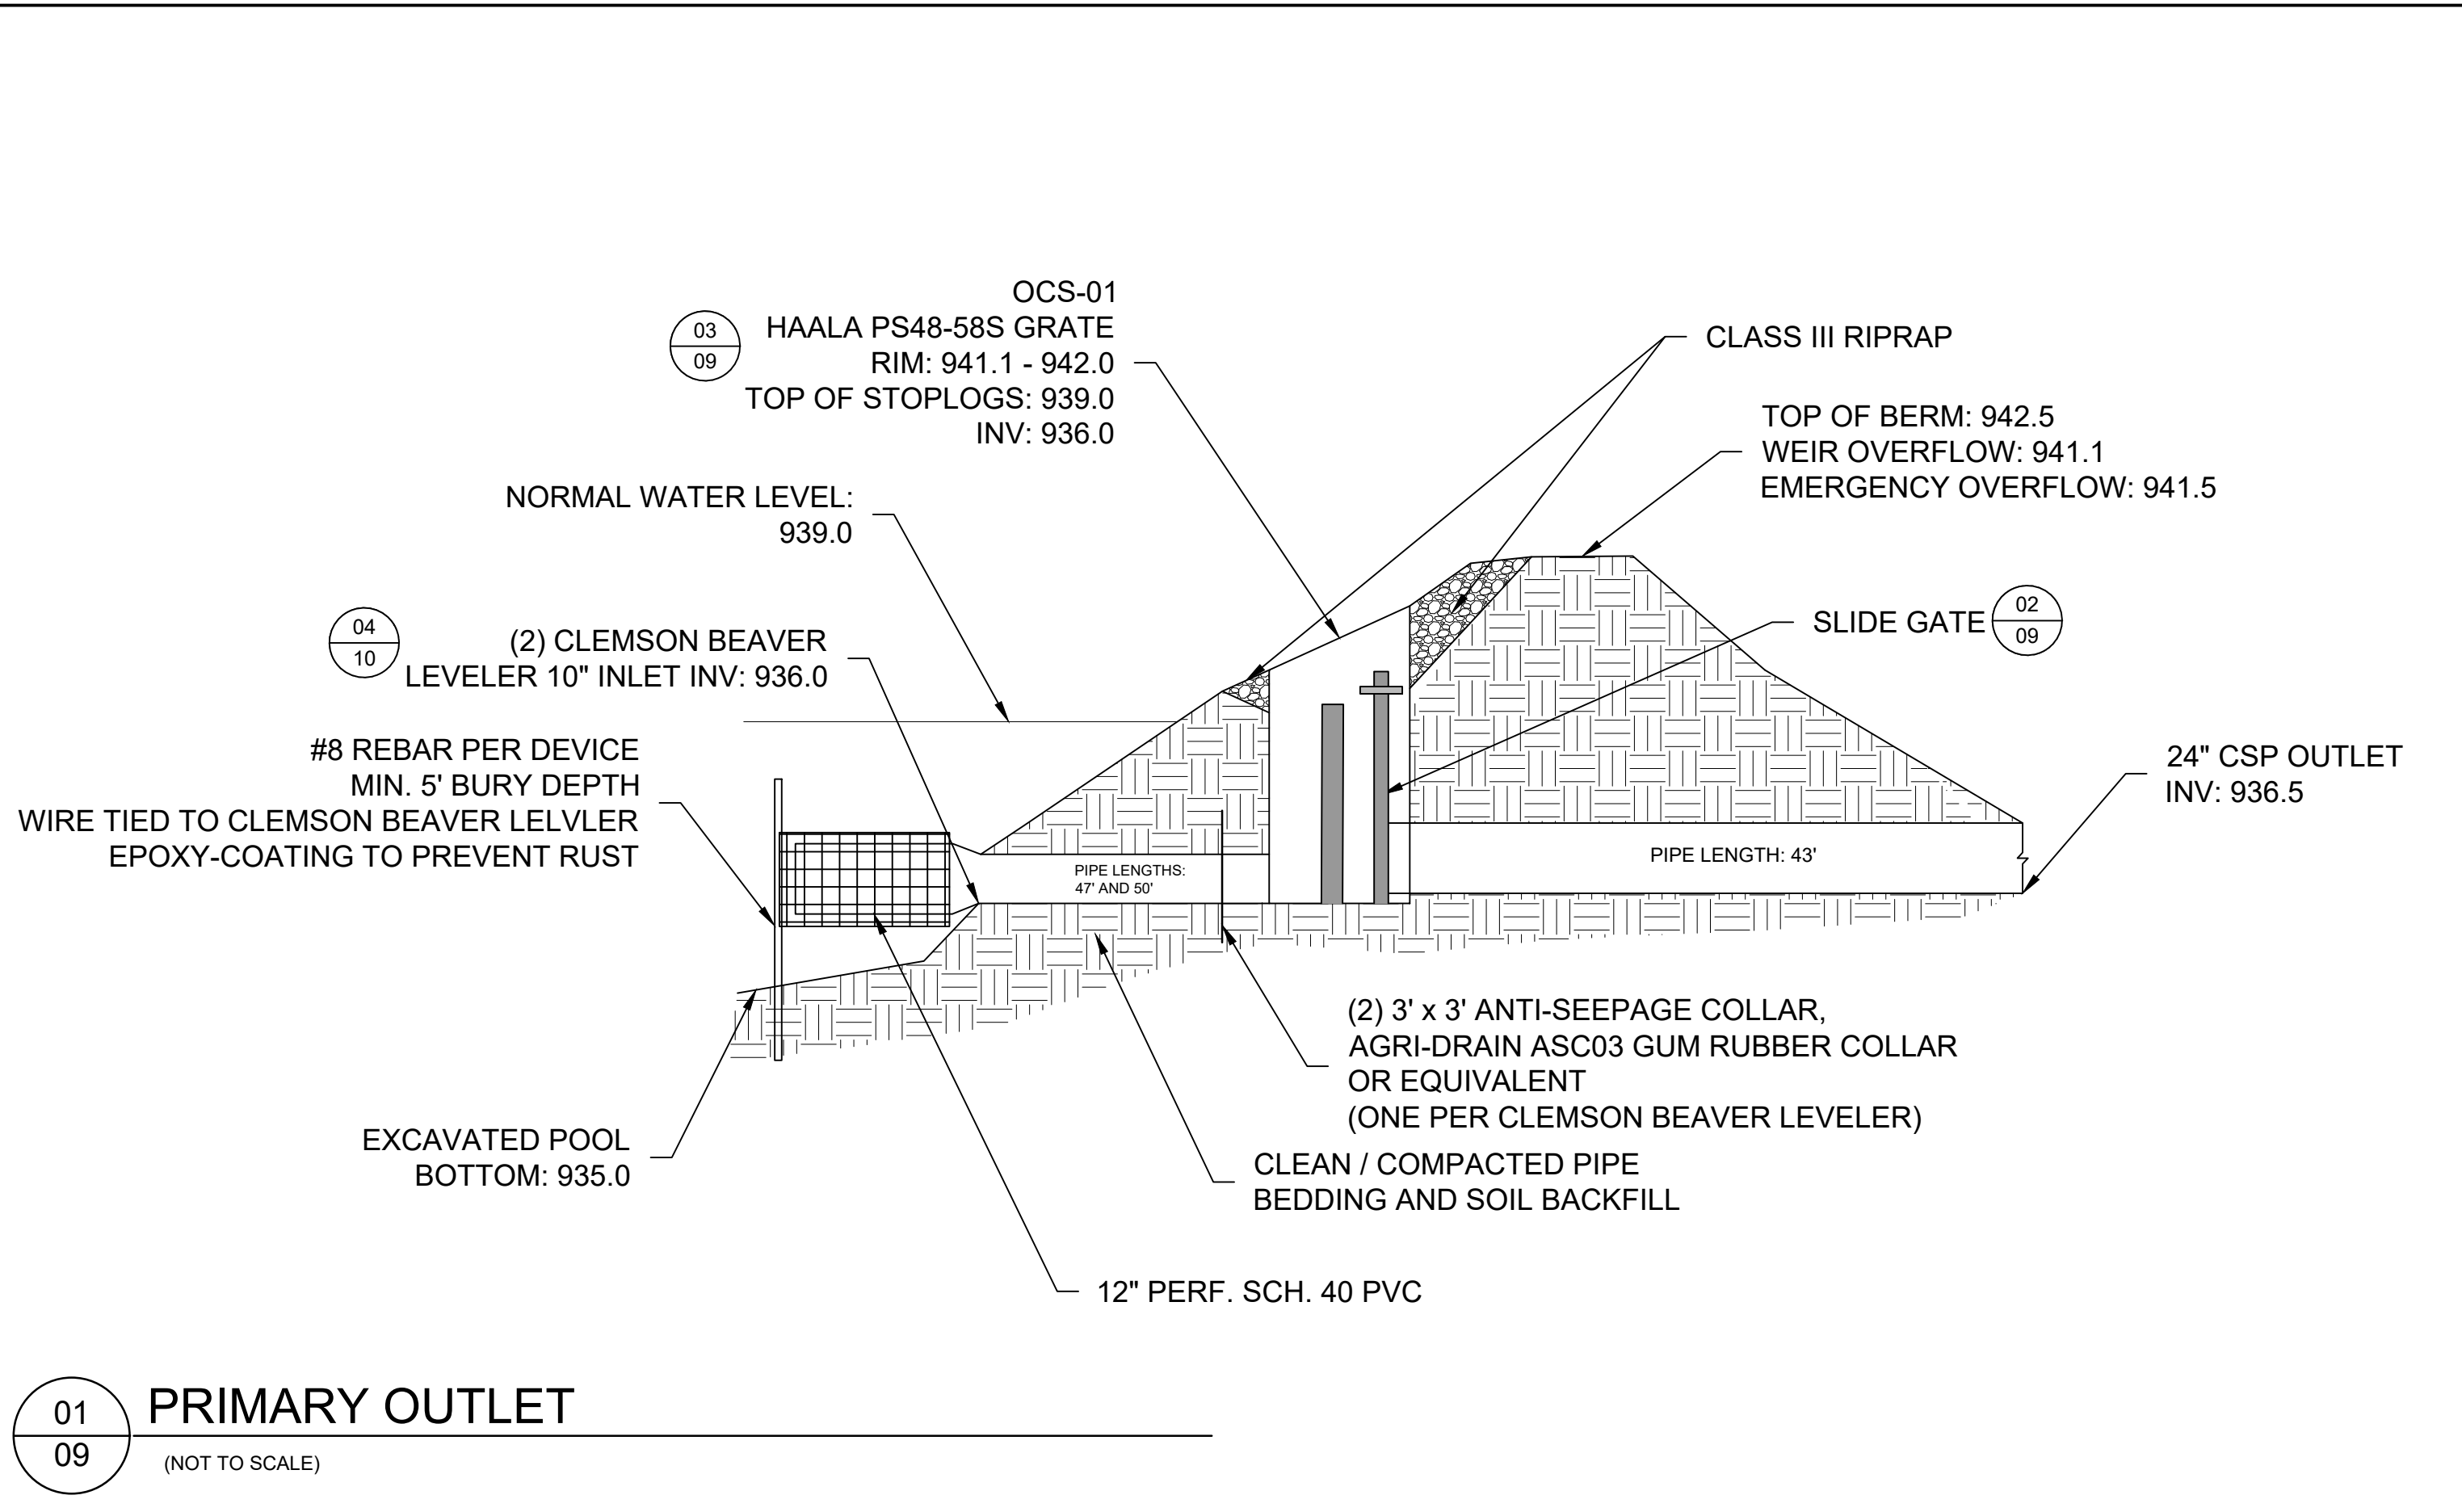 OCS-01
03
09
HAALA PS48-58S GRATE
RIM: 941.1 - 942.0
TOP OF STOPLOGS: 939.0
INV: 936.0
CLASS III RIPRAP
TOP OF BERM: 942.5
WEIR OVERFLOW: 941.1
EMERGENCY OVERFLOW: 941.5
NORMAL WATER LEVEL:
939.0
04
10
(2) CLEMSON BEAVER
LEVELER 10" INLET INV: 936.0
SLIDE GATE
02
09
#8 REBAR PER DEVICE
MIN. 5' BURY DEPTH
WIRE TIED TO CLEMSON BEAVER LELVLER
EPOXY-COATING TO PREVENT RUST
24" CSP OUTLET
INV: 936.5
PIPE LENGTHS:
47' AND 50'
PIPE LENGTH: 43'
(2) 3' x 3' ANTI-SEEPAGE COLLAR,
AGRI-DRAIN ASC03 GUM RUBBER COLLAR
OR EQUIVALENT
(ONE PER CLEMSON BEAVER LEVELER)
EXCAVATED POOL
BOTTOM: 935.0
CLEAN / COMPACTED PIPE
BEDDING AND SOIL BACKFILL
12" PERF. SCH. 40 PVC
01
09
PRIMARY OUTLET
(NOT TO SCALE)